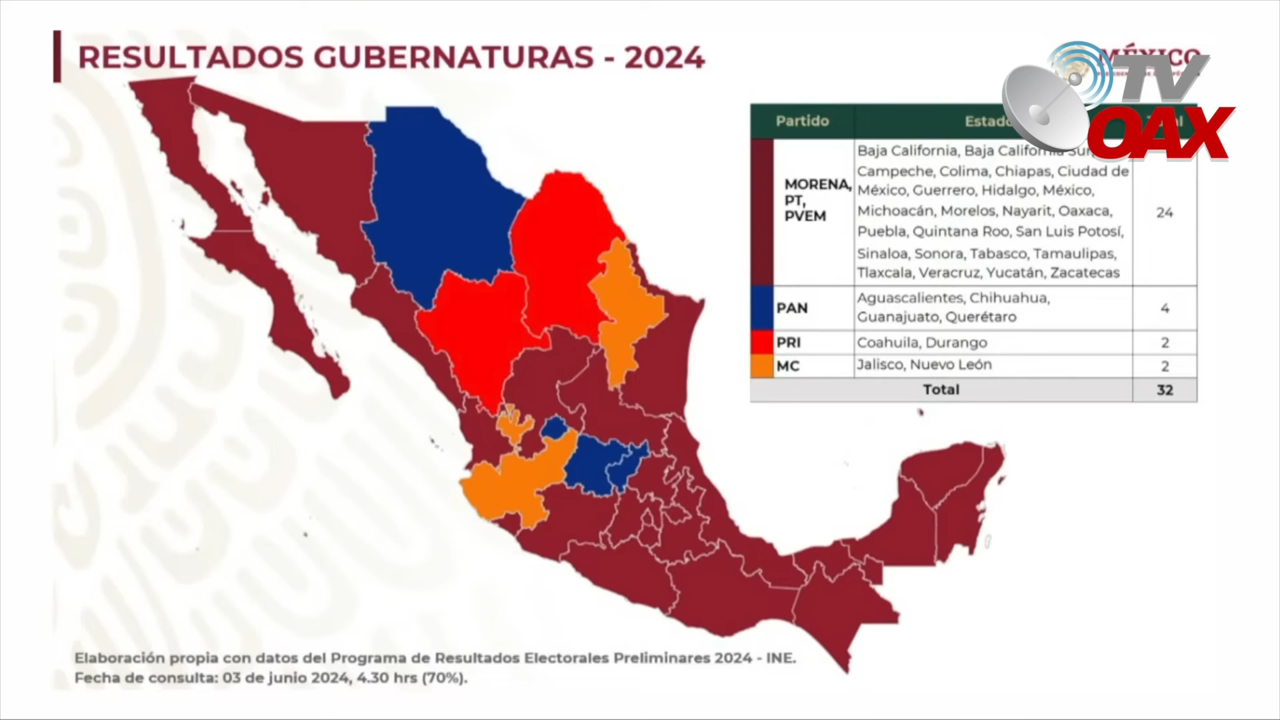 RESULTADOS GUBERNATURAS - 2024
MÉXICO
TV
OAX
Partido
MORENA,
PT,
PVEM
Baja California, Baja California Sur,
Campeche, Colima, Chiapas, Ciudad de
México, Guerrero, Hidalgo, México,
Michoacán, Morelos, Nayarit, Oaxaca,
Puebla, Quintana Roo, San Luis Potosí,
Sinaloa, Sonora, Tabasco, Tamaulipas,
Tlaxcala, Veracruz, Yucatán, Zacatecas
24
PAN
Aguascalientes, Chihuahua,
Guanajuato, Querétaro
4
PRI
Coahuila, Durango
2
MC
Jalisco, Nuevo León
2
Total
32
Elaboración propia con datos del Programa de Resultados Electorales Preliminares 2024 - INE.
Fecha de consulta: 03 de junio 2024, 4.30 hrs (70%).